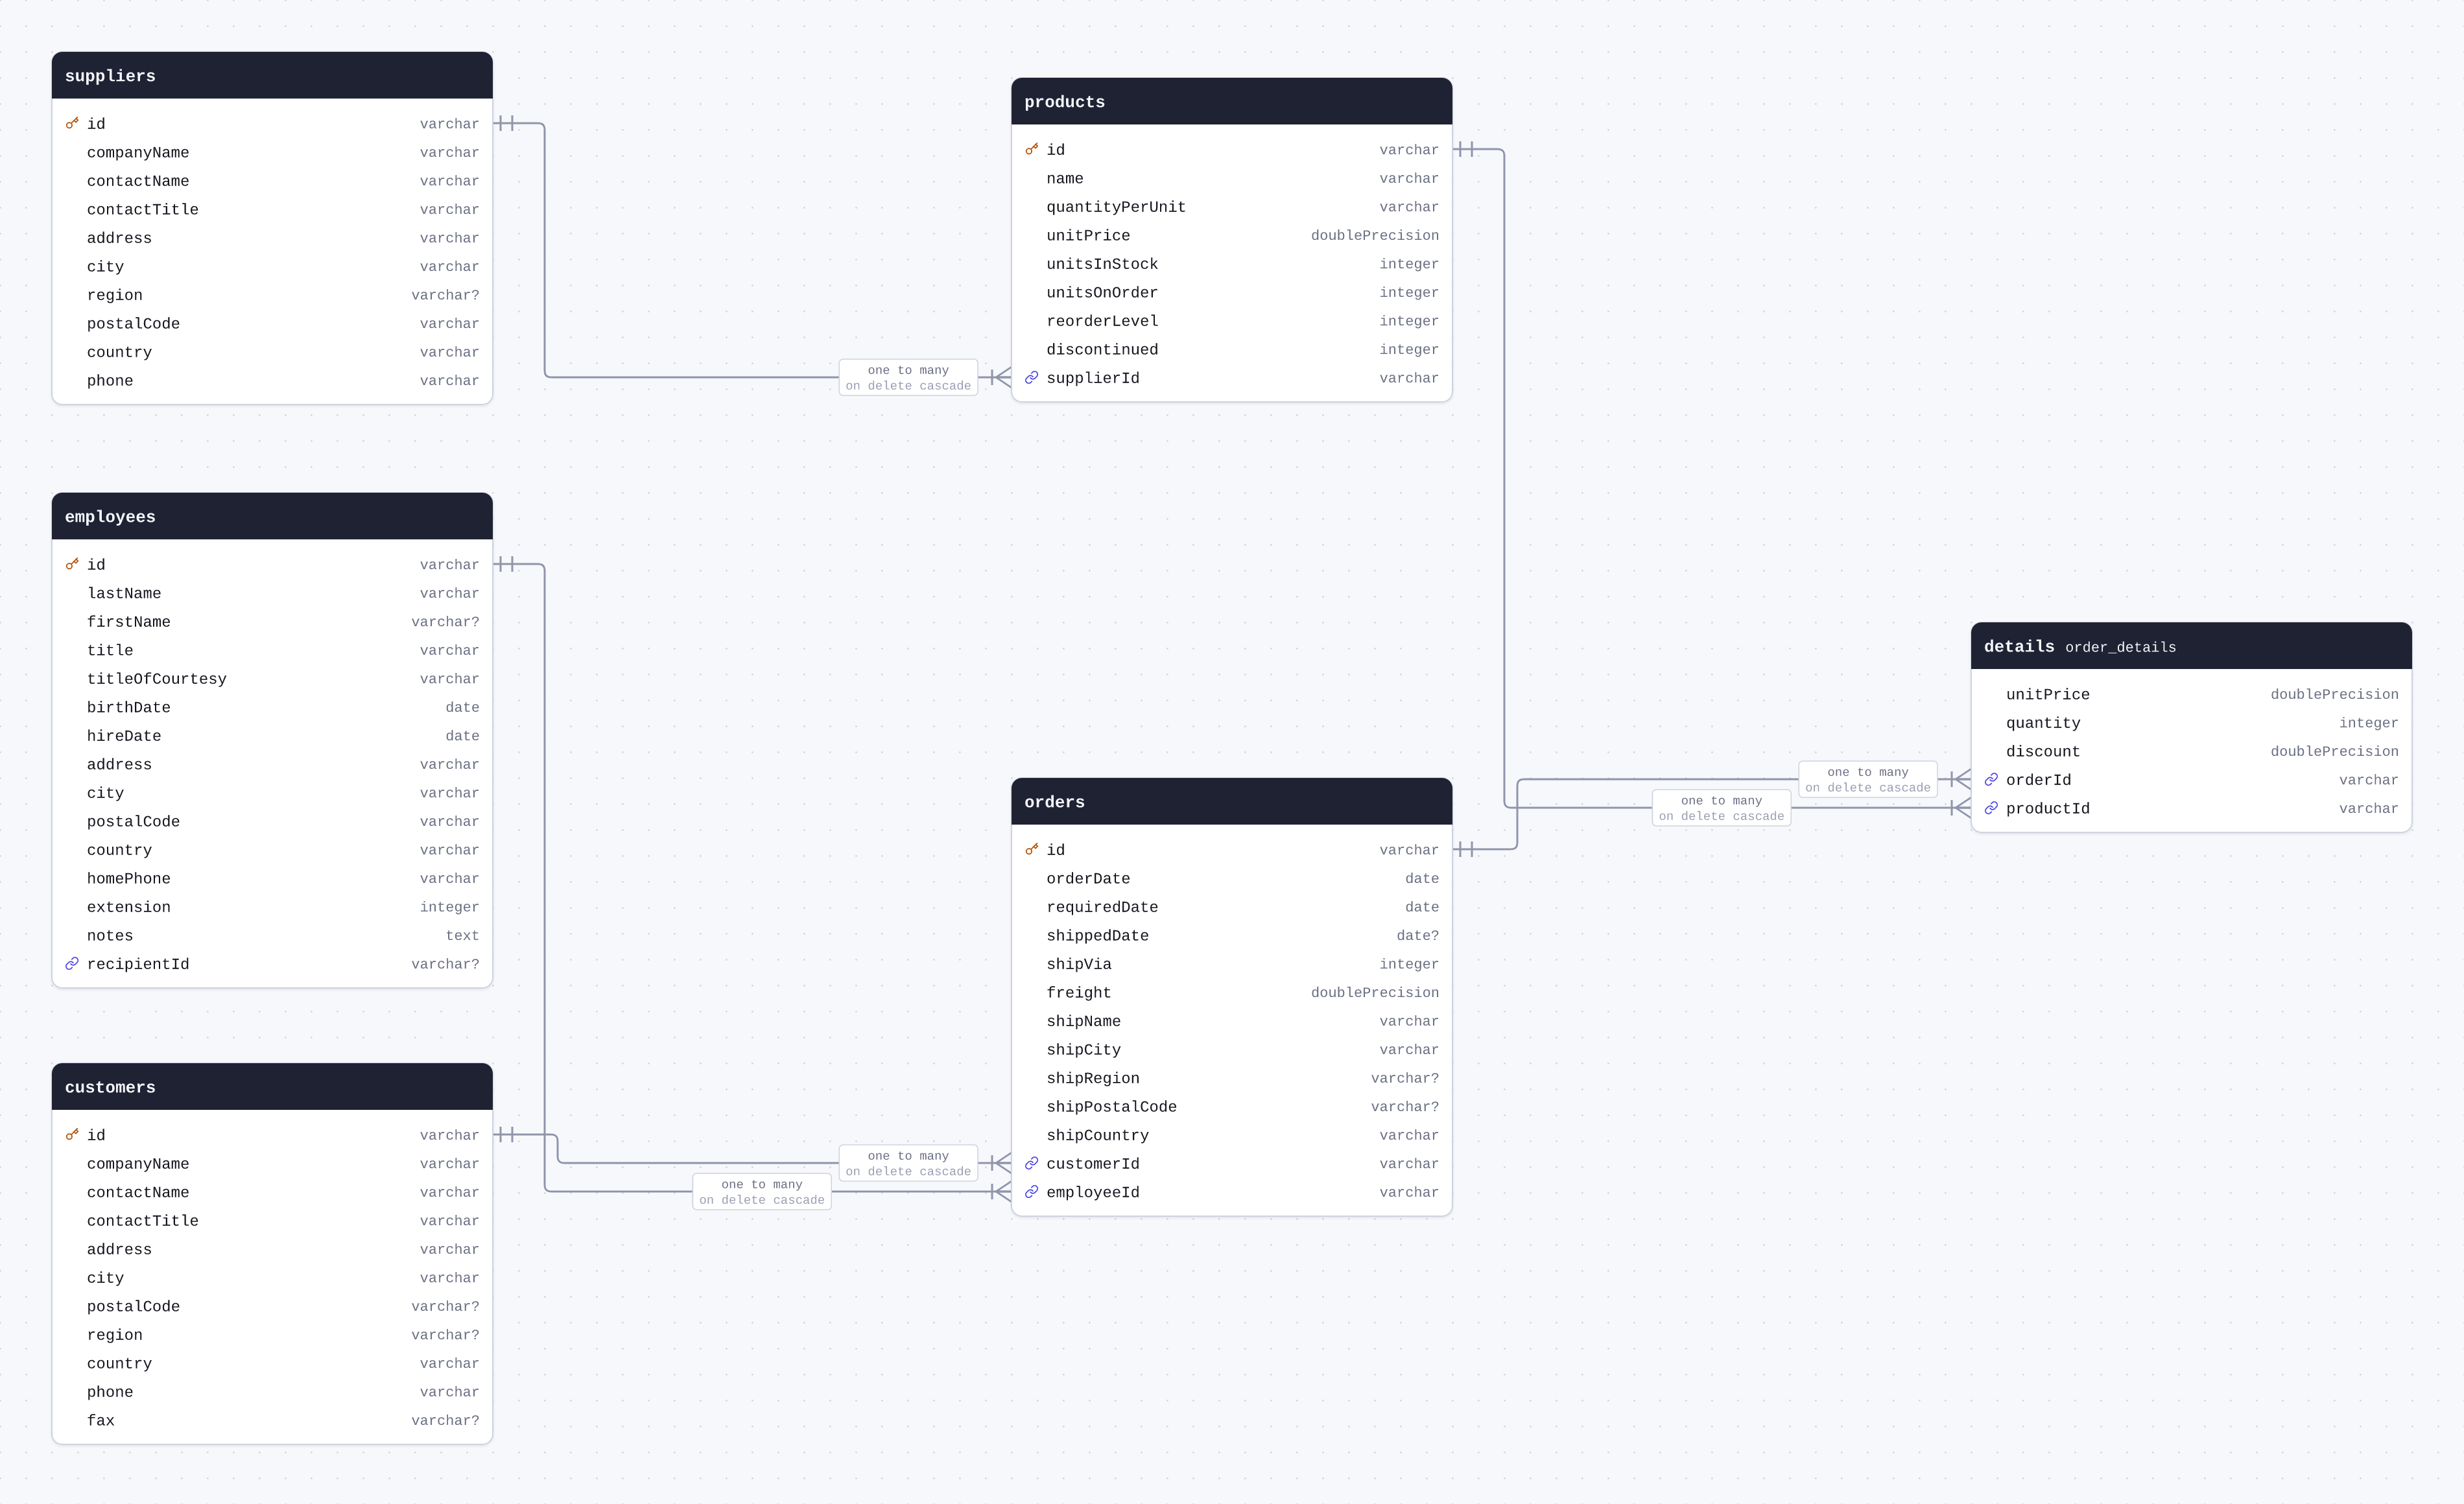 suppliers
id varchar
companyName varchar
contactName varchar
contactTitle varchar
address varchar
city varchar
region varchar?
postalCode varchar
country varchar
phone varchar
products
id varchar
name varchar
quantityPerUnit varchar
unitPrice doublePrecision
unitsInStock integer
unitsOnOrder integer
reorderLevel integer
discontinued integer
supplierId varchar
one to many
on delete cascade
employees
id varchar
lastName varchar
firstName varchar?
title varchar
titleOfCourtesy varchar
birthDate date
hireDate date
address varchar
city varchar
postalCode varchar
country varchar
homePhone varchar
extension integer
notes text
recipientId varchar?
details order_details
unitPrice doublePrecision
quantity integer
discount doublePrecision
orderId varchar
productId varchar
one to many
on delete cascade
one to many
on delete cascade
orders
id varchar
orderDate date
requiredDate date
shippedDate date?
shipVia integer
freight doublePrecision
shipName varchar
shipCity varchar
shipRegion varchar?
shipPostalCode varchar?
shipCountry varchar
customerId varchar
employeeId varchar
one to many
on delete cascade
one to many
on delete cascade
customers
id varchar
companyName varchar
contactName varchar
contactTitle varchar
address varchar
city varchar
postalCode varchar?
region varchar?
country varchar
phone varchar
fax varchar?